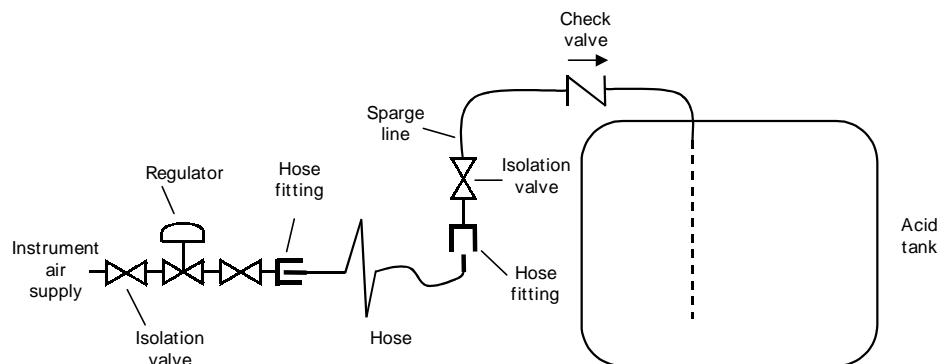 Check
valve
Sparge
line
Isolation
valve
Hose
fitting
Regulator
Instrument
air
supply
Acid
tank
Hose
fitting
Hose
Isolation
valve